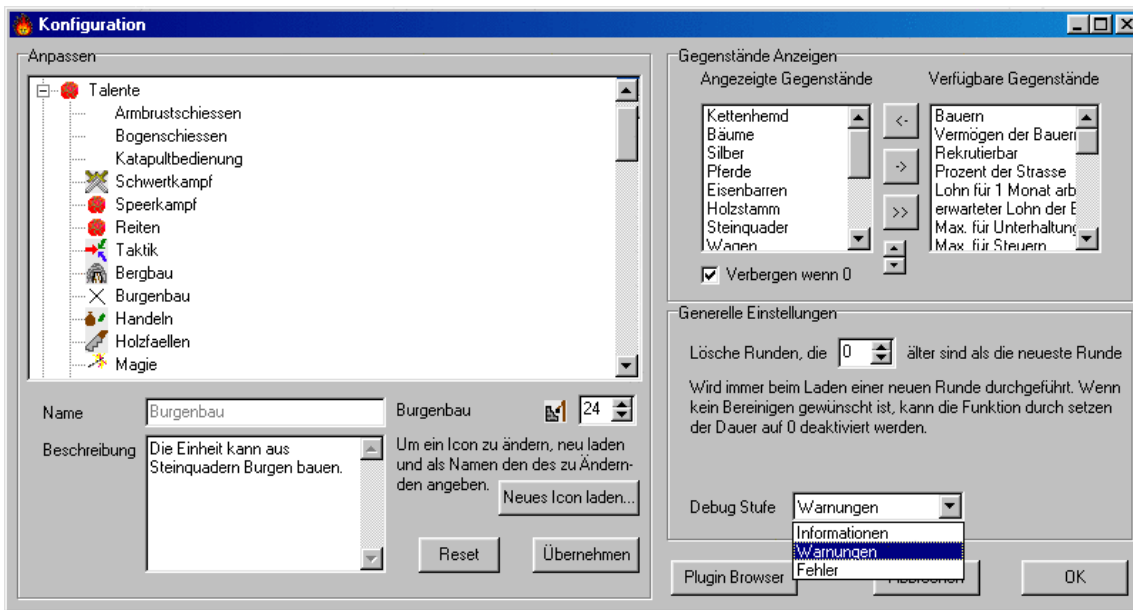 Konfiguration
Anpassen
Talente
Armbrustschiessen
Bogenschiessen
Katapultbedienung
Schwertkampf
Speerkampf
Reiten
Taktik
Bergbau
Burgenbau
Handeln
Holzfaellen
Magie
Name
Burgenbau
Beschreibung
Die Einheit kann aus
Steinquadern Burgen bauen.
Burgenbau
24
Um ein Icon zu ändern, neu laden
und als Namen den des zu Ändern-
den angeben.
Neues Icon laden...
Reset
Übernehmen
Gegenstände Anzeigen
Angezeigte Gegenstände
Kettenhemd
Bäume
Silber
Pferde
Eisenbarren
Holzstamm
Steinquader
Wagen
<-
->
>>
Verfügbare Gegenstände
Bauern
Vermögen der Bauern
Rekrutierbar
Prozent der Strasse
Lohn für 1 Monat arb
erwarteter Lohn der
Max. für Unterhaltung
Max. für Steuern
Verbergen wenn 0
Generelle Einstellungen
Lösche Runden, die 0 älter sind als die neueste Runde
Wird immer beim Laden einer neuen Runde durchgeführt. Wenn
kein Bereinigen gewünscht ist, kann die Funktion durch setzen
der Dauer auf 0 deaktiviert werden.
Debug Stufe Warnungen
Informationen
Warnungen
Fehler
Plugin Browser
OK